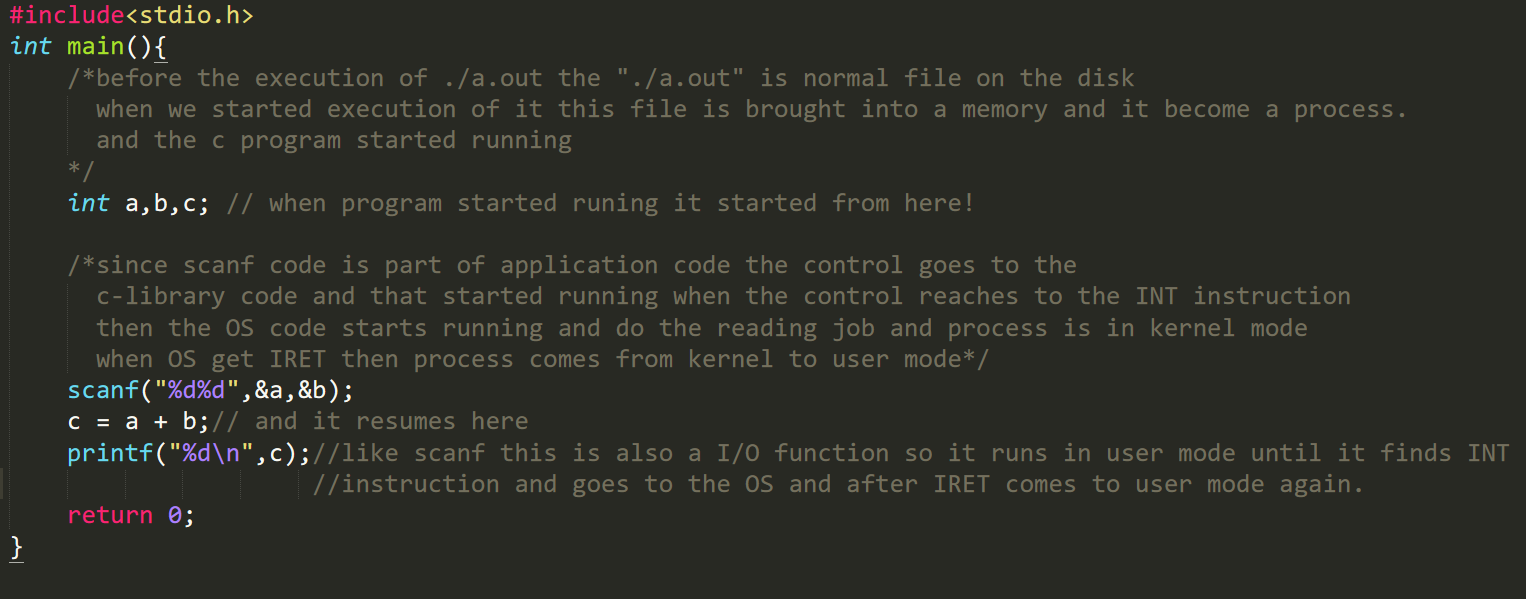 #include<stdio.h>
int main(){
/*before the execution of ./a.out the "./a.out" is normal file on the disk
when we started execution of it this file is brought into a memory and it become a process.
and the c program started running
*/
int a,b,c; // when program started runing it started from here!
/*since scanf code is part of application code the control goes to the
c-library code and that started running when the control reaches to the INT instruction
then the OS code starts running and do the reading job and process is in kernel mode
when OS get IRET then process comes from kernel to user mode*/
scanf("%d%d",&a,&b);
c = a + b;// and it resumes here
printf("%d\n",c);//like scanf this is also a I/O function so it runs in user mode until it finds INT
//instruction and goes to the OS and after IRET comes to user mode again.
return 0;
}